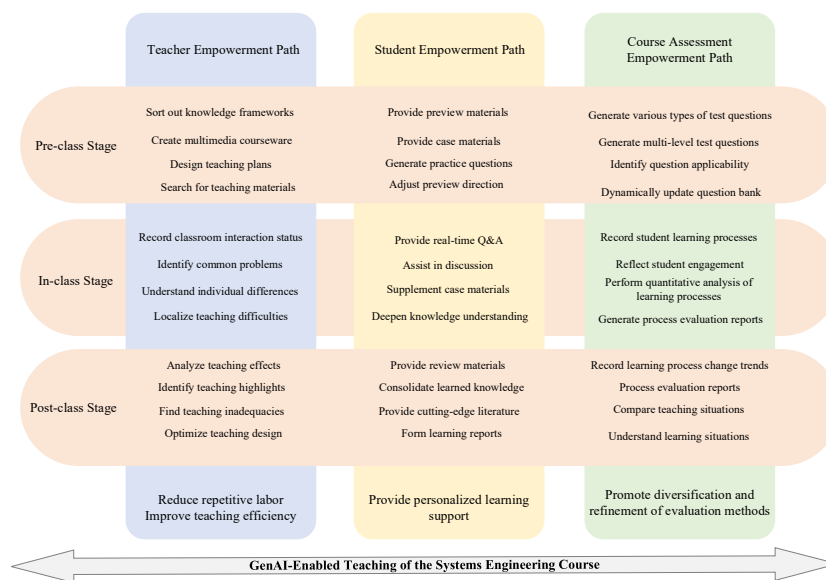 Teacher Empowerment Path
Student Empowerment Path
Course Assessment
Empowerment Path
Pre-class Stage
Sort out knowledge frameworks
Create multimedia courseware
Design teaching plans
Search for teaching materials
Provide preview materials
Provide case materials
Generate practice questions
Adjust preview direction
Generate various types of test questions
Generate multi-level test questions
Identify question applicability
Dynamically update question bank
In-class Stage
Record classroom interaction status
Identify common problems
Understand individual differences
Localize teaching difficulties
Provide real-time Q&A
Assist in discussion
Supplement case materials
Deepen knowledge understanding
Record student learning processes
Reflect student engagement
Perform quantitative analysis of
learning processes
Generate process evaluation reports
Post-class Stage
Analyze teaching effects
Identify teaching highlights
Find teaching inadequacies
Optimize teaching design
Provide review materials
Consolidate learned knowledge
Provide cutting-edge literature
Form learning reports
Record learning process change trends
Process evaluation reports
Compare teaching situations
Understand learning situations
Reduce repetitive labor
Improve teaching efficiency
Provide personalized learning
support
Promote diversification and
refinement of evaluation methods
GenAI-Enabled Teaching of the Systems Engineering Course